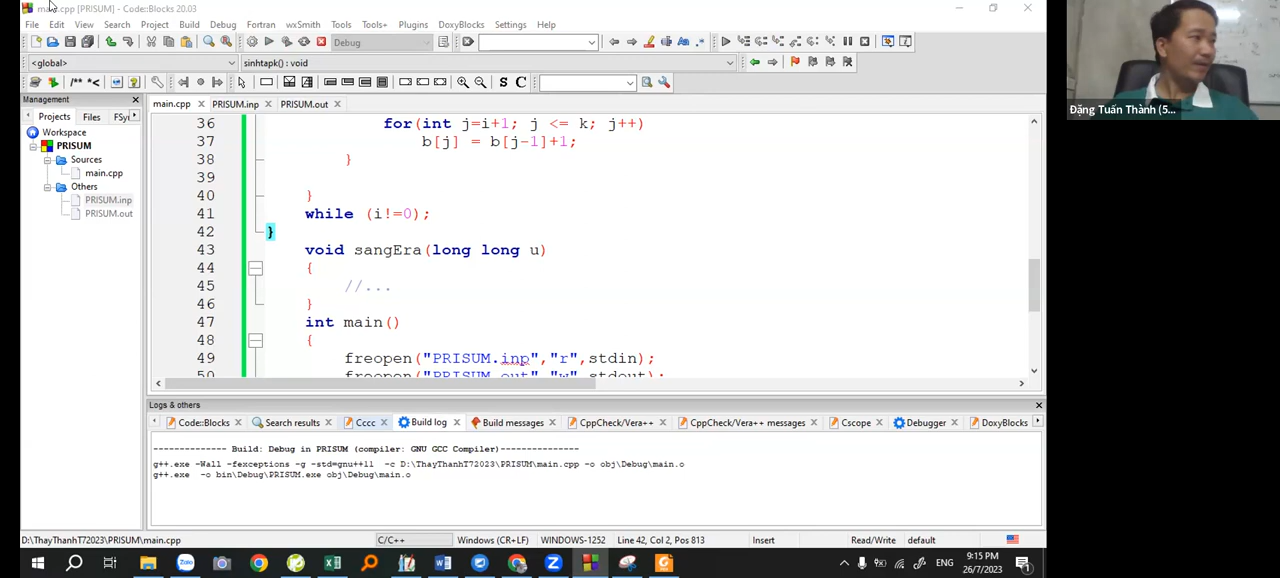 main.cpp [PRISUM] - Code::Blocks 20.03
File Edit View Search Project Build Debug Fortran wxSmith Tools Tools+ Plugins DoxyBlocks Settings Help
Debug
<global> sinhtapk() : void
/** *< S C
Management
Projects Files FSy
main.cpp PRISUM.inp PRISUM.out
Workspace
PRISUM
Sources
main.cpp
Others
PRISUM.inp
PRISUM.out
36 for(int j=i+1; j <= k; j++)
37 b[j] = b[j-1]+1;
38 }
39
40 }
41 while (i!=0);
42 }
43 void sangEra(long long u)
44 {
45 //...
46 }
47 int main()
48 {
49 freopen("PRISUM.inp","r",stdin);
50 freopen("PRISUM.out","w",stdout);
Logs & others
Code::Blocks Search results Cccc Build log Build messages CppCheck/Vera++ CppCheck/Vera++ messages Cscope Debugger DoxyBlocks
-------------- Build: Debug in PRISUM (compiler: GNU GCC Compiler)---------------
g++.exe -Wall -fexceptions -g -std=gnu++11 -c D:\ThayThanhT72023\PRISUM\main.cpp -o obj\Debug\main.o
g++.exe -o bin\Debug\PRISUM.exe obj\Debug\main.o
D:\ThayThanhT72023\PRISUM\main.cpp C/C++ Windows (CR+LF) WINDOWS-1252 Line 42, Col 2, Pos 813 Insert Read/Write default
Zalo
ENG
9:15 PM
26/7/2023
1
Đặng Tuấn Thành (5...